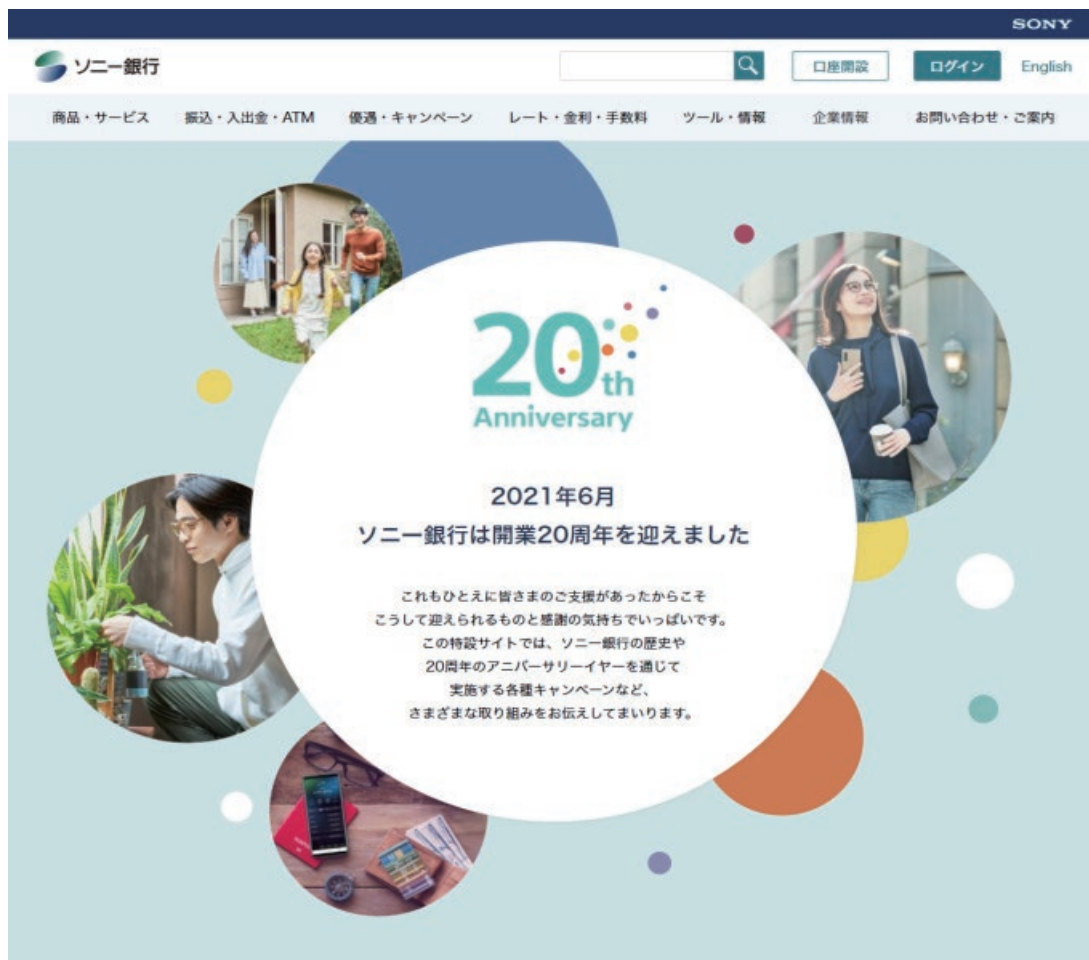 SONY
ソニー銀行
口座開設
ログイン
English
商品・サービス 振込・入出金・ATM 優遇・キャンペーン レート・金利・手数料 ツール・情報 企業情報 お問い合わせ・ご案内
20th
Anniversary
2021年6月
ソニー銀行は開業20周年を迎えました
これもひとえに皆さまのご支援があったからこそ
こうして迎えられるものと感謝の気持ちでいっぱいです。
この特設サイトでは、ソニー銀行の歴史や
20周年のアニバーサリーイヤーを通じて
実施する各種キャンペーンなど、
さまざまな取り組みをお伝えしてまいります。